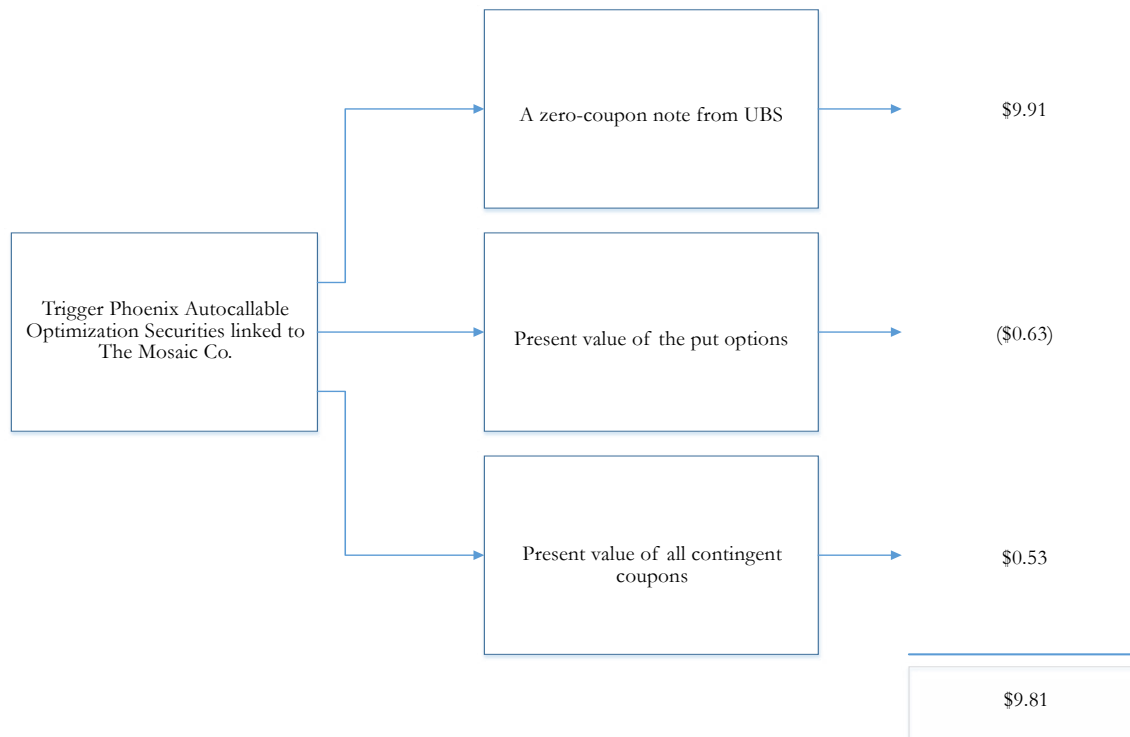 A zero-coupon note from UBS
$9.91
Trigger Phoenix Autocallable
Optimization Securities linked to
The Mosaic Co.
Present value of the put options
($0.63)
Present value of all contingent
coupons
$0.53
$9.81